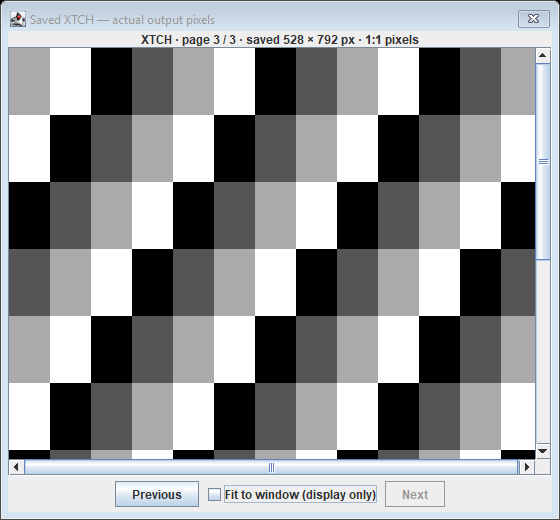 Saved XTCH — actual output pixels
XTCH · page 3 / 3 · saved 528 × 792 px · 1:1 pixels
Previous
Fit to window (display only)
Next